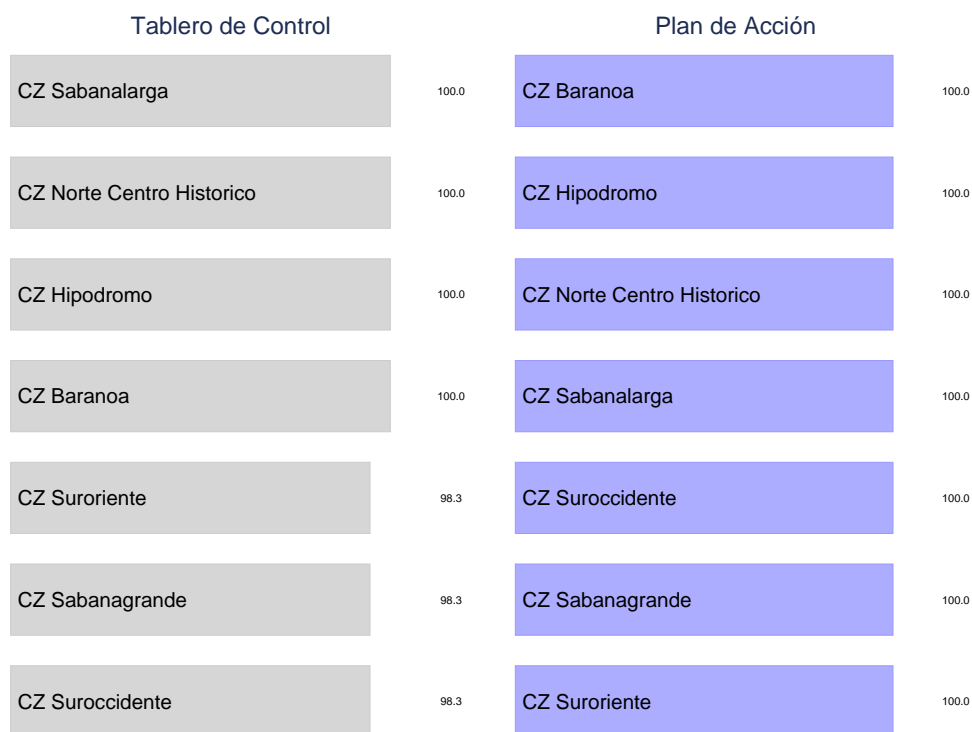 Tablero de Control
CZ Sabanalarga 100.0
CZ Norte Centro Historico 100.0
CZ Hipodromo 100.0
CZ Baranoa 100.0
CZ Suroriente 98.3
CZ Sabanagrande 98.3
CZ Suroccidente 98.3
Plan de Acción
CZ Baranoa 100.0
CZ Hipodromo 100.0
CZ Norte Centro Historico 100.0
CZ Sabanalarga 100.0
CZ Suroccidente 100.0
CZ Sabanagrande 100.0
CZ Suroriente 100.0